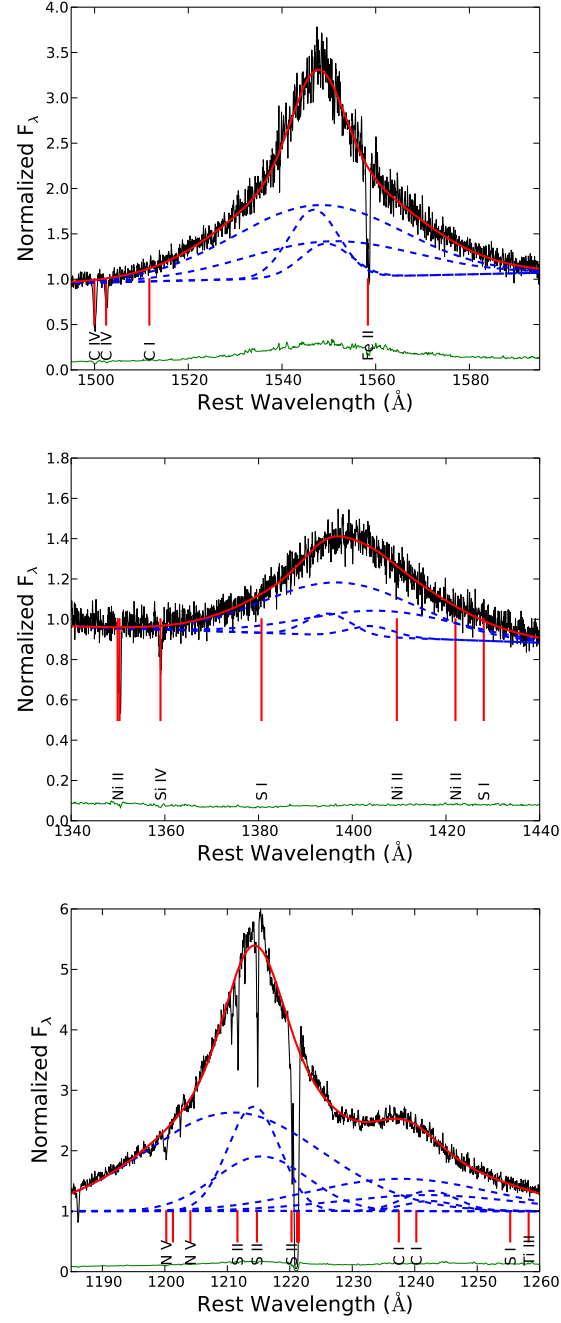 4.0
3.5
3.0
2.5
2.0
1.5
1.0
0.5
0.0
Normalized Fλ
C IV
C IV
C I
Fe II
1500 1520 1540 1560 1580
Rest Wavelength (Å)
1.8
1.6
1.4
1.2
1.0
0.8
0.6
0.4
0.2
0.0
Normalized Fλ
Ni II
Si IV
S I
Ni II
Ni II
S I
1340 1360 1380 1400 1420 1440
Rest Wavelength (Å)
6
5
4
3
2
1
0
Normalized Fλ
N V
N V
S II
S II
S II
C I
C I
S I
Ti III
1190 1200 1210 1220 1230 1240 1250 1260
Rest Wavelength (Å)